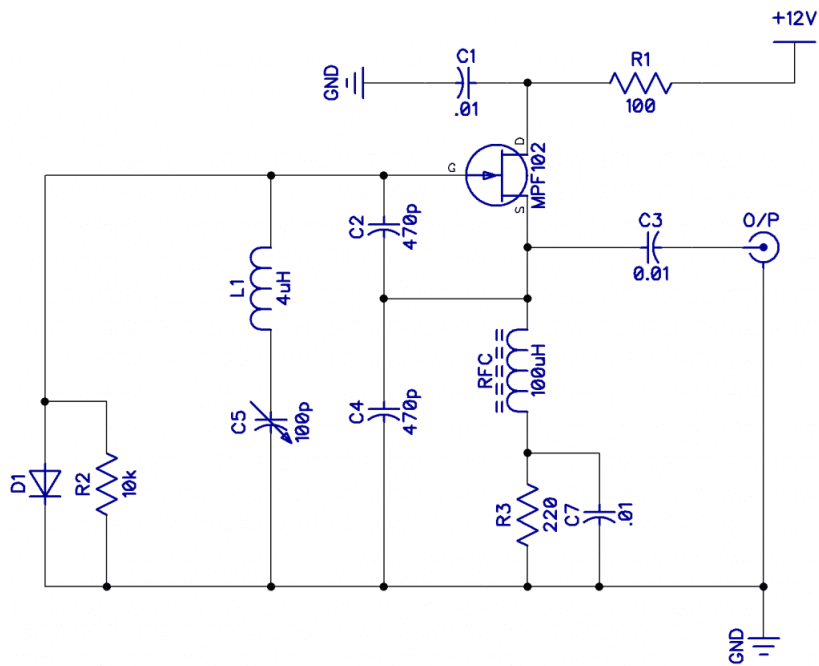 +12V
GND
C1
.01
R1
100
D
G
S
MPF102
C2
470p
C3
0.01
O/P
L1
4uH
RFC
100uH
C5
100p
C4
470p
D1
R2
10k
R3
220
C7
.01
GND